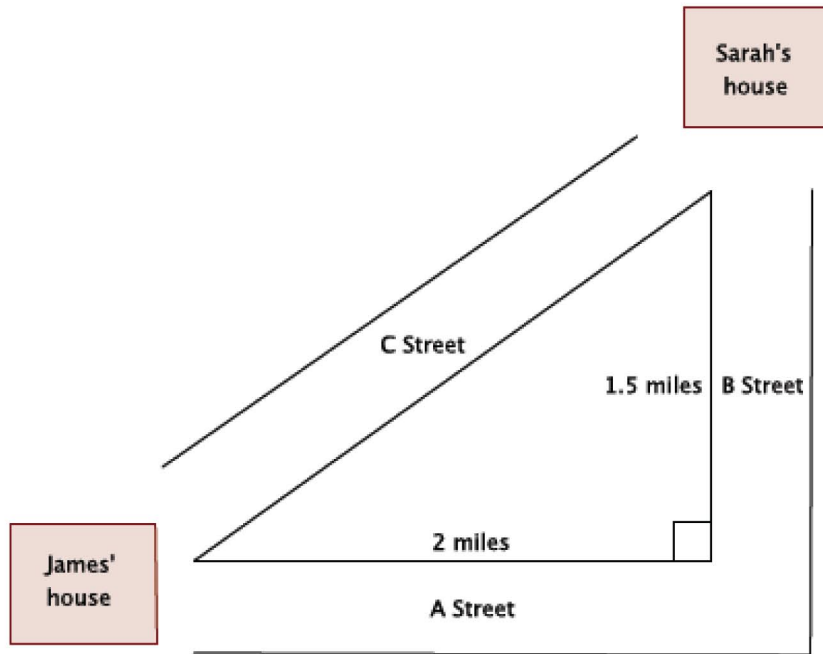 Sarah's
house
C Street
1.5 miles
B Street
2 miles
James'
house
A Street